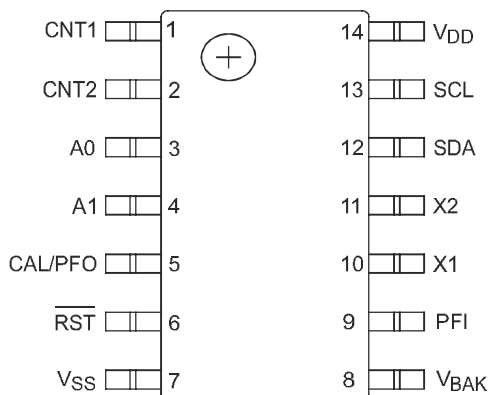 CNT1 1 14 VDD
CNT2 2 13 SCL
A0 3 12 SDA
A1 4 11 X2
CAL/PFO 5 10 X1
R̅S̅T̅ 6 9 PFI
VSS 7 8 VBAK